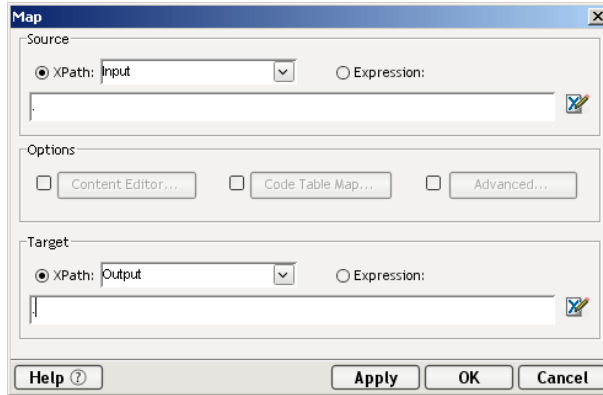 Map
Source
XPath: Input Expression:
.
Options
Content Editor... Code Table Map... Advanced...
Target
XPath: Output Expression:
.
Help ? Apply OK Cancel